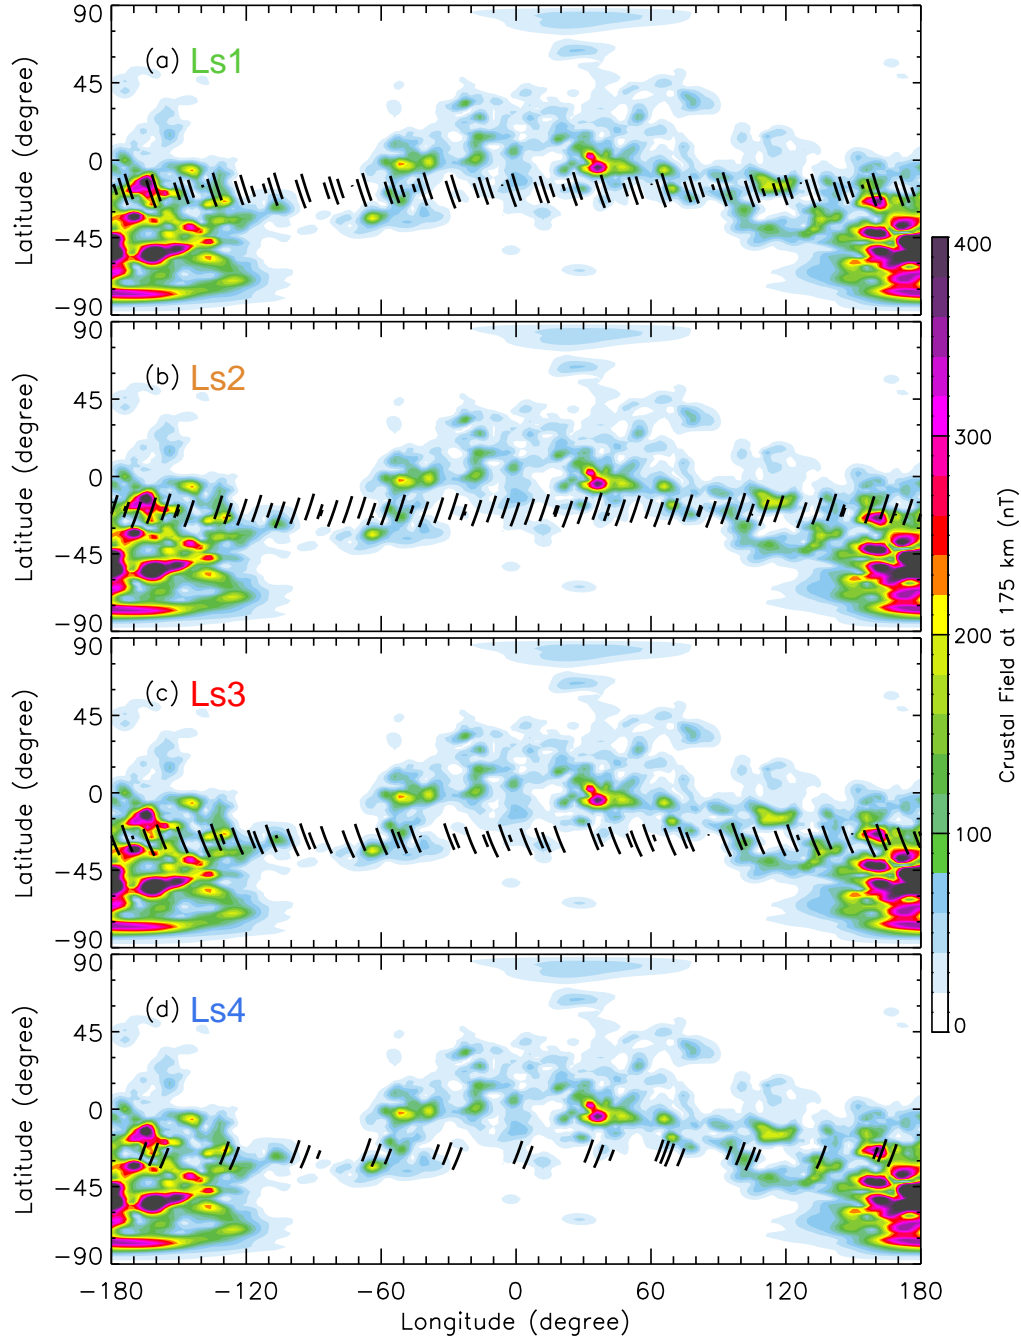 90
(a) Ls1
45
Latitude (degree)
0
−45
−90
90
(b) Ls2
45
Latitude (degree)
0
−45
−90
90
(c) Ls3
45
Latitude (degree)
0
−45
−90
90
(d) Ls4
45
Latitude (degree)
0
−45
−90
−180 −120 −60 0 60 120 180
Longitude (degree)
400
300
200
100
0
Crustal Field at 175 km (nT)